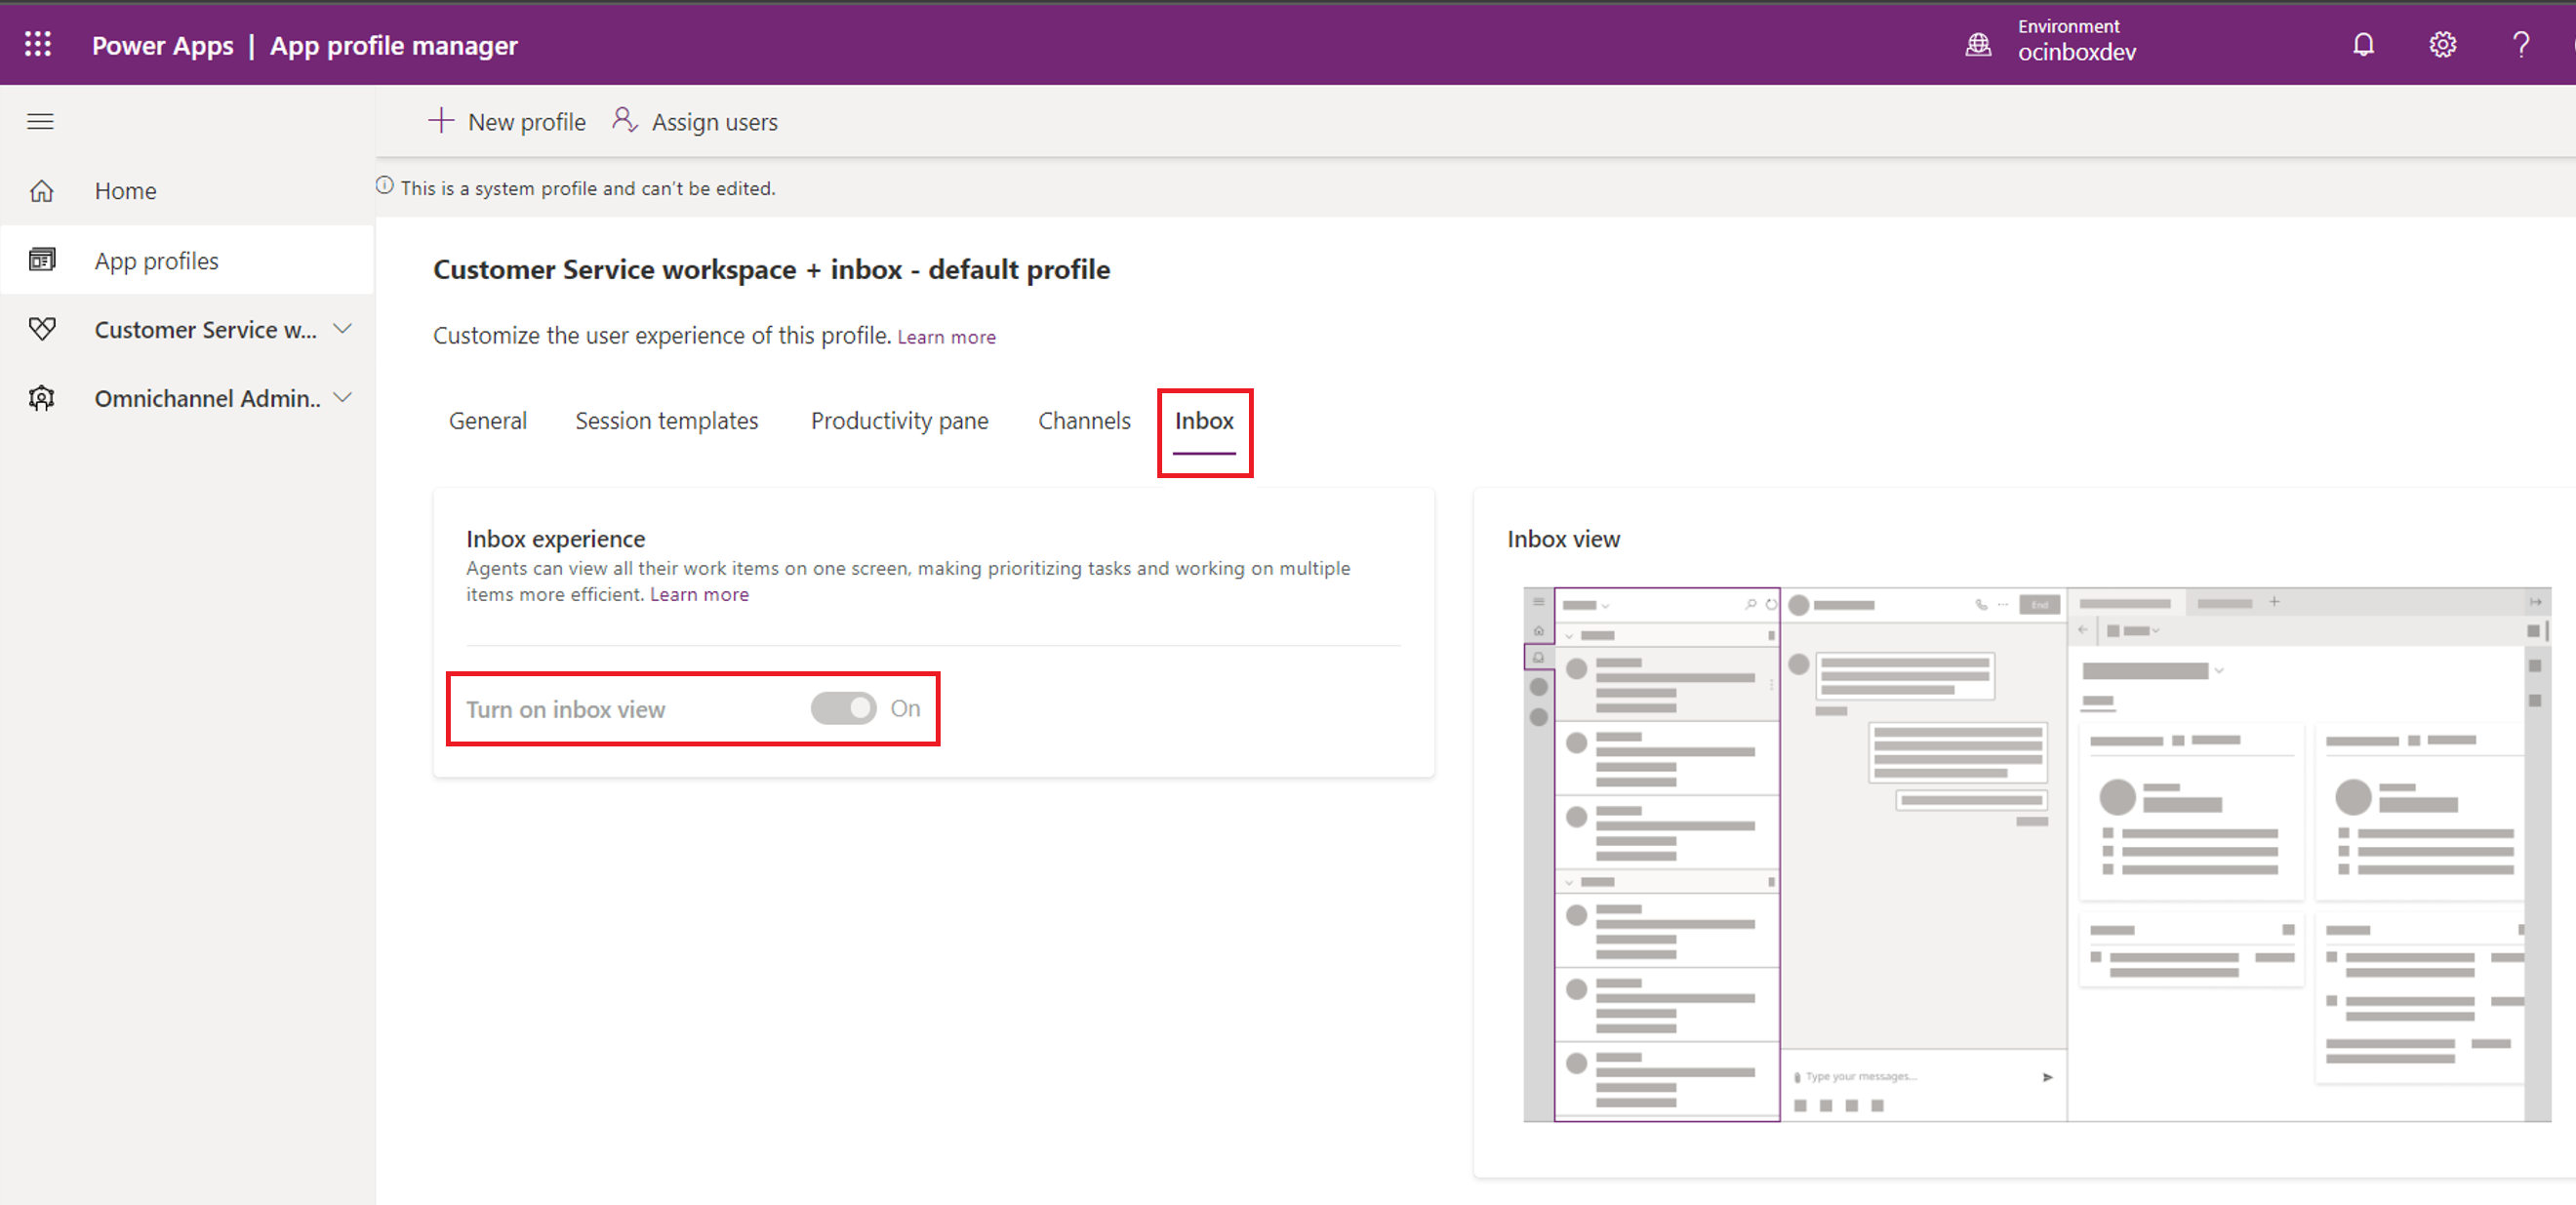 Power Apps | App profile manager
Environment
ocinboxdev
New profile
Assign users
Home
App profiles
Customer Service w...
Omnichannel Admin..
This is a system profile and can't be edited.
Customer Service workspace + inbox - default profile
Customize the user experience of this profile. Learn more
General
Session templates
Productivity pane
Channels
Inbox
Inbox experience
Agents can view all their work items on one screen, making prioritizing tasks and working on multiple
items more efficient. Learn more
Turn on inbox view
On
Inbox view
End
Type your messages...